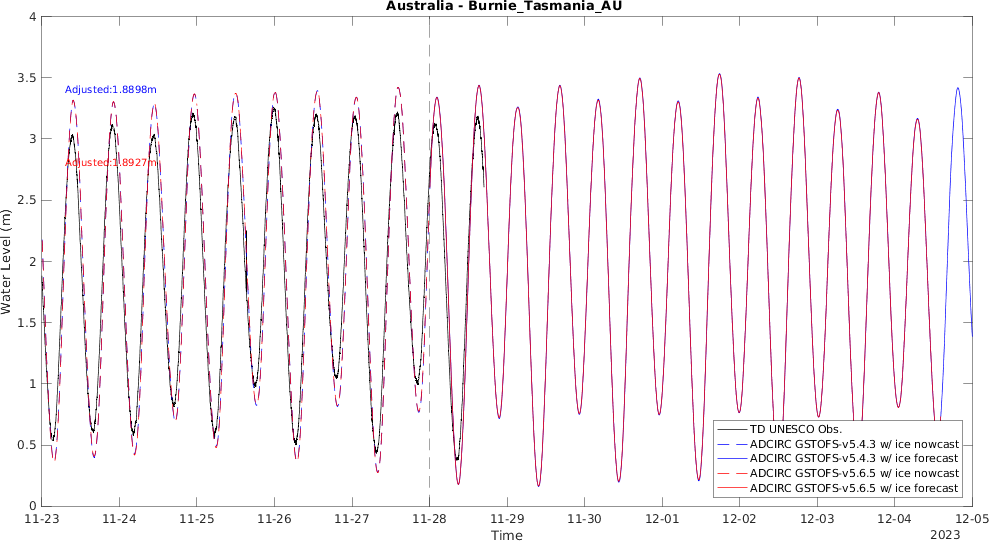 Australia - Burnie_Tasmania_AU
4
3.5
3
2.5
2
1.5
1
0.5
0
Water Level (m)
Adjusted:1.8898m
Adjusted:1.8927m
TD UNESCO Obs.
ADCIRC GSTOFS-v5.4.3 w/ ice nowcast
ADCIRC GSTOFS-v5.4.3 w/ ice forecast
ADCIRC GSTOFS-v5.6.5 w/ ice nowcast
ADCIRC GSTOFS-v5.6.5 w/ ice forecast
11-23 11-24 11-25 11-26 11-27 11-28 11-29 11-30 12-01 12-02 12-03 12-04 12-05
Time
2023